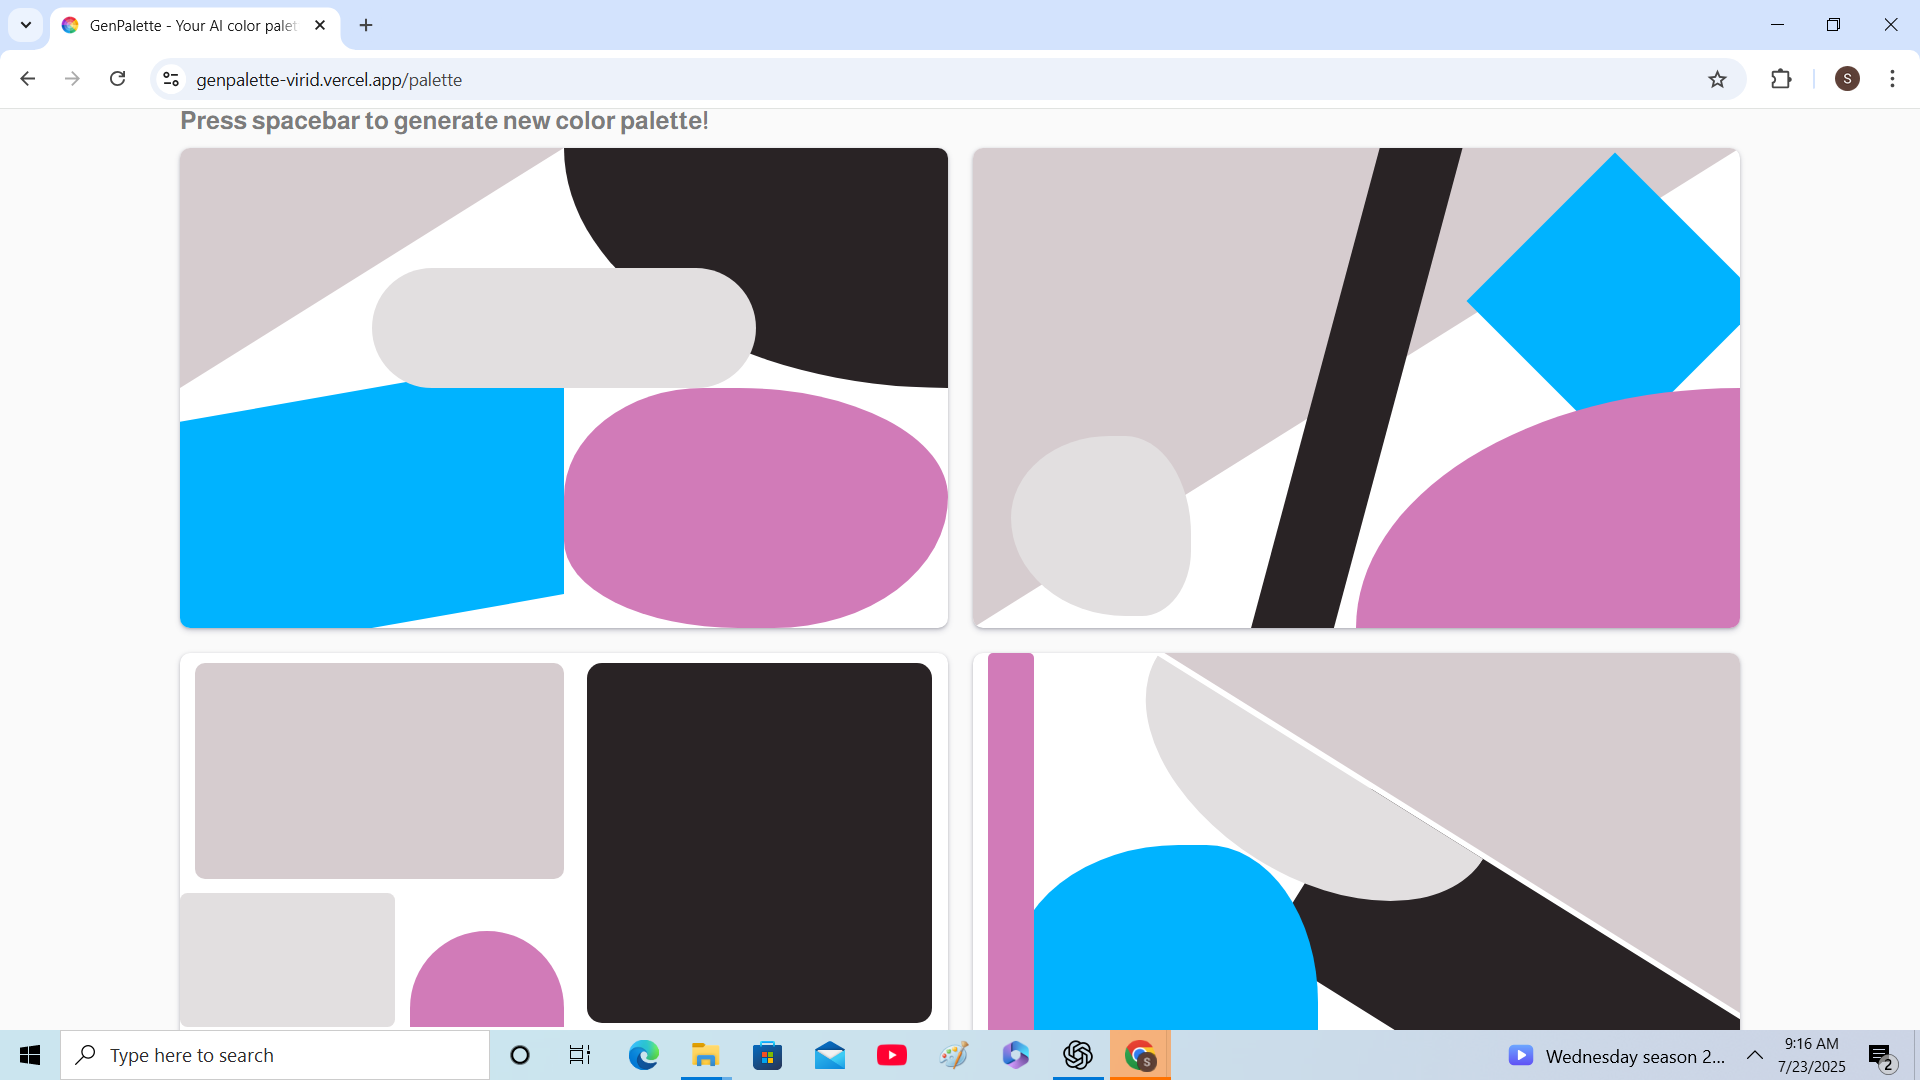 GenPalette - Your AI color palet
genpalette-virid.vercel.app/palette
S
Press spacebar to generate new color palette!
Type here to search
S
Wednesday season 2...
9:16 AM
7/23/2025
2